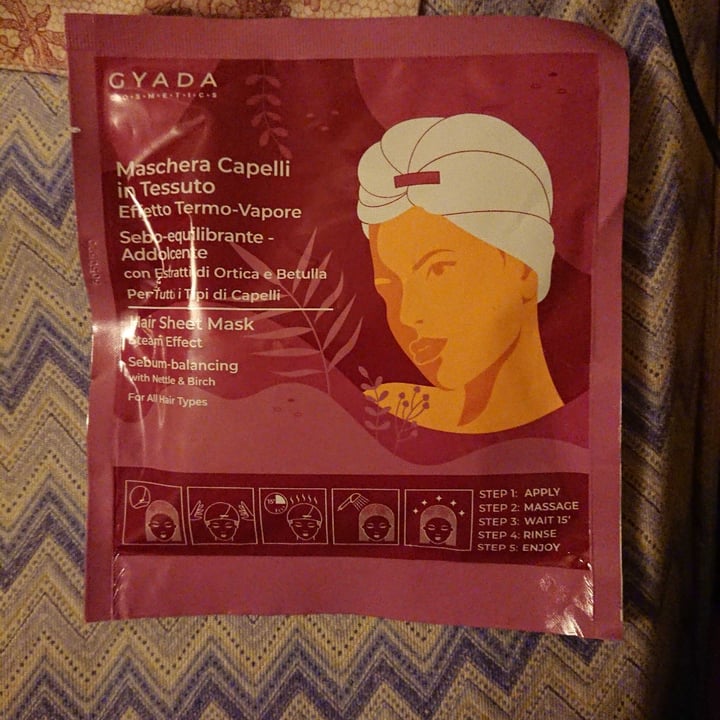 GYADA
COSMETICS
Maschera Capelli
in Tessuto
Effetto Termo-Vapore
Sebo-equilibrante -
Addolcente
con Estratti di Ortica e Betulla
Per Tutti i Tipi di Capelli
Hair Sheet Mask
Steam Effect
Sebum-balancing
with Nettle & Birch
For All Hair Types
15'
STEP 1: APPLY
STEP 2: MASSAGE
STEP 3: WAIT 15'
STEP 4: RINSE
STEP 5: ENJOY